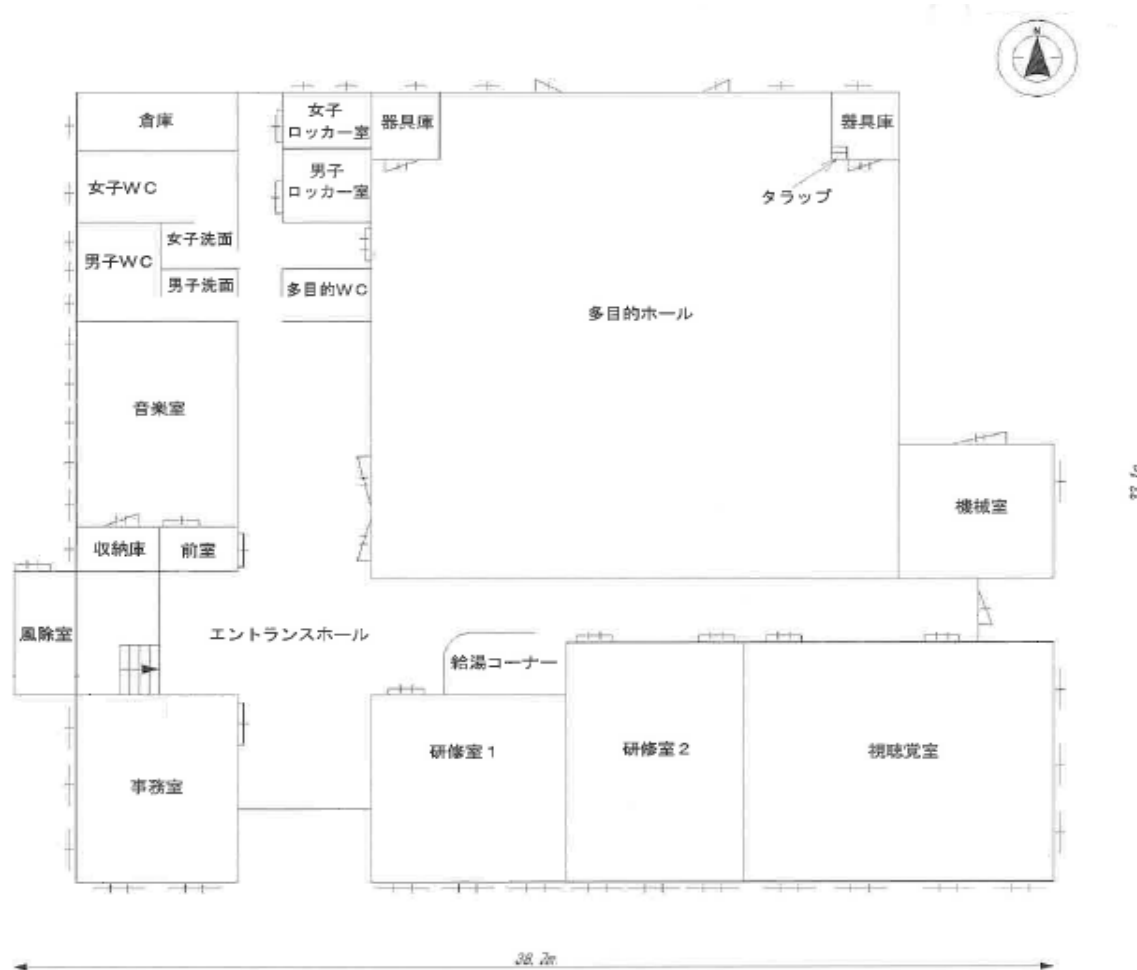 N
倉庫
女子
ロッカー室
器具庫
器具庫
女子WC
男子
ロッカー室
タラップ
女子洗面
男子WC
男子洗面
多目的WC
多目的ホール
音楽室
機械室
収納庫
前室
風除室
エントランスホール
給湯コーナー
研修室1
研修室2
視聴覚室
事務室
38.2m